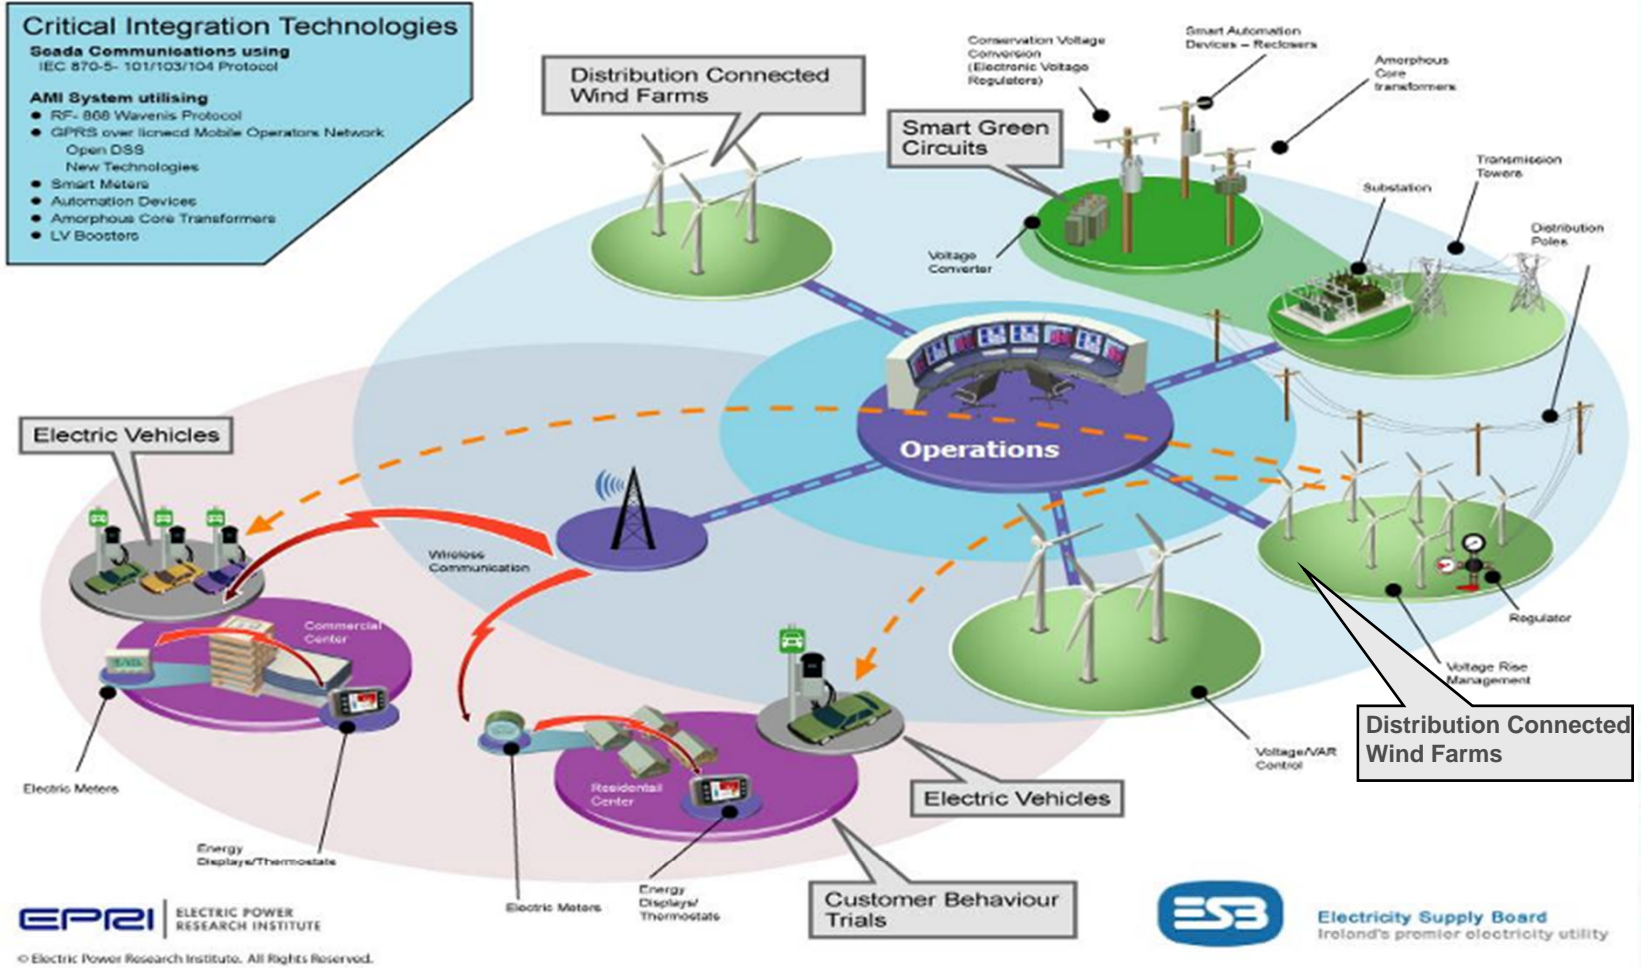 Critical Integration Technologies
Scada Communications using
IEC 870-5- 101/103/104 Protocol
AMI System utilising
● RF- 868 Wavenis Protocol
● GPRS over licnecd Mobile Operators Network
Open DSS
New Technologies
● Smart Meters
● Automation Devices
● Amorphous Core Transformers
● LV Boosters
Distribution Connected
Wind Farms
Conservation Voltage
Conversion
(Electronic Voltage
Regulators)
Smart Automation
Devices – Reclosers
Amorphous
Core
transformers
Smart Green
Circuits
Voltage
Converter
Substation
Transmission
Towers
Distribution
Poles
Operations
Electric Vehicles
Wireless
Communication
Commercial
Center
Electric Meters
Energy
Displays/Thermostats
Residentail
Center
Electric Meters
Energy
Displays/
Thermostats
Electric Vehicles
Customer Behaviour
Trials
Voltage/VAR
Control
Regulator
Voltage Rise
Management
Distribution Connected
Wind Farms
EPRI
ELECTRIC POWER
RESEARCH INSTITUTE
© Electric Power Research Institute. All Rights Reserved.
ESB
Electricity Supply Board
Ireland's premier electricity utility